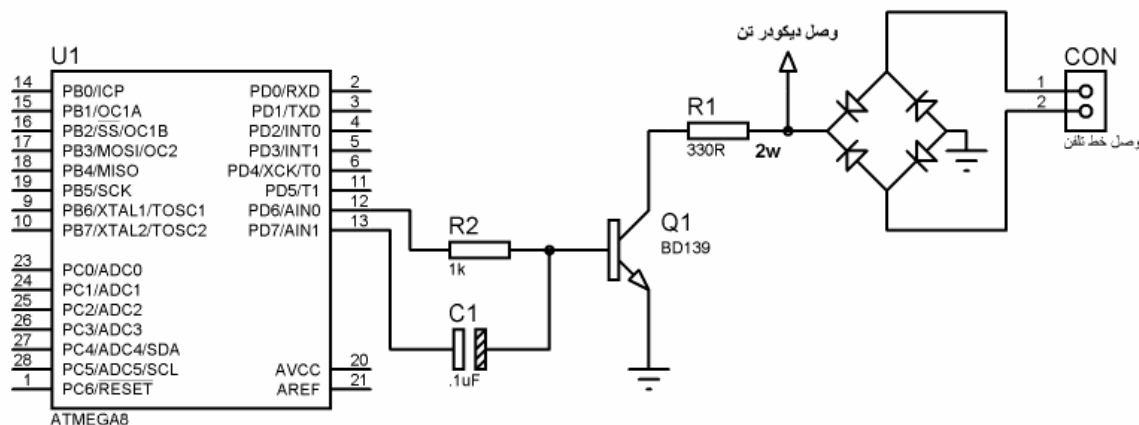 U1
14 PB0/ICP PD0/RXD 2
15 PB1/OC1A PD1/TXD 3
16 PB2/SS/OC1B PD2/INT0 4
17 PB3/MOSI/OC2 PD3/INT1 5
18 PB4/MISO PD4/XCK/T0 6
19 PB5/SCK PD5/T1 11
9 PB6/XTAL1/TOSC1 PD6/AIN0 12
10 PB7/XTAL2/TOSC2 PD7/AIN1 13
23 PC0/ADC0
24 PC1/ADC1
25 PC2/ADC2
26 PC3/ADC3
27 PC4/ADC4/SDA
28 PC5/ADC5/SCL AVCC 20
1 PC6/RESET AREF 21
ATMEGA8
R2
1k
C1
.1uF
Q1
BD139
R1
330R
2w
وصل دیکودر تن
CON
1
2
وصل خط تلفن